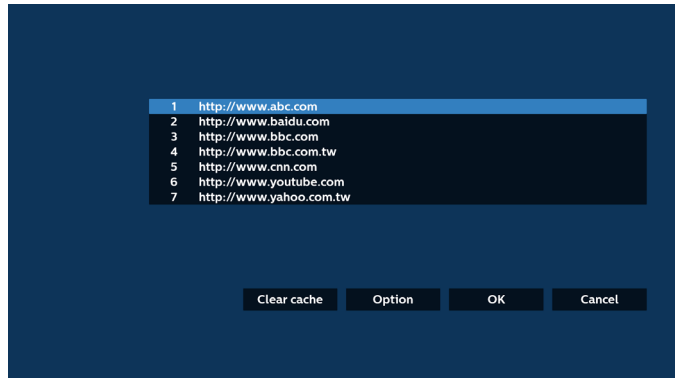 1 http://www.abc.com
2 http://www.baidu.com
3 http://www.bbc.com
4 http://www.bbc.com.tw
5 http://www.cnn.com
6 http://www.youtube.com
7 http://www.yahoo.com.tw
Clear cache Option OK Cancel